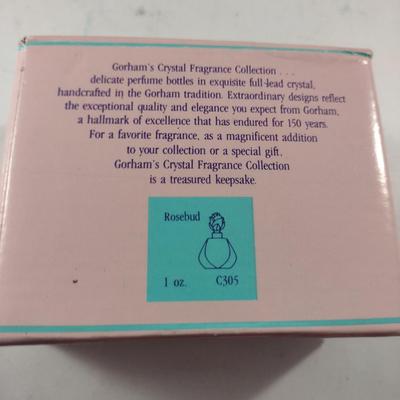 Gorham's Crystal Fragrance Collection . . .
delicate perfume bottles in exquisite full-lead crystal,
handcrafted in the Gorham tradition. Extraordinary designs reflect
the exceptional quality and elegance you expect from Gorham,
a hallmark of excellence that has endured for 150 years.
For a favorite fragrance, as a magnificent addition
to your collection or a special gift,
Gorham's Crystal Fragrance Collection
is a treasured keepsake.
Rosebud
1 oz. C305